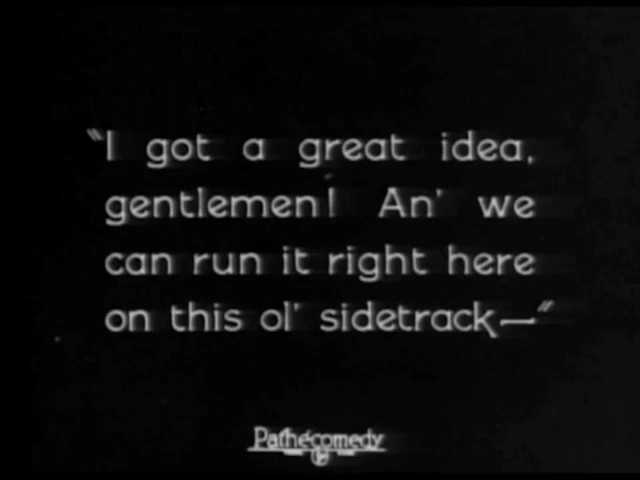 "I got a great idea,
gentlemen! An' we
can run it right here
on this ol' sidetrack—"
Pathécomedy